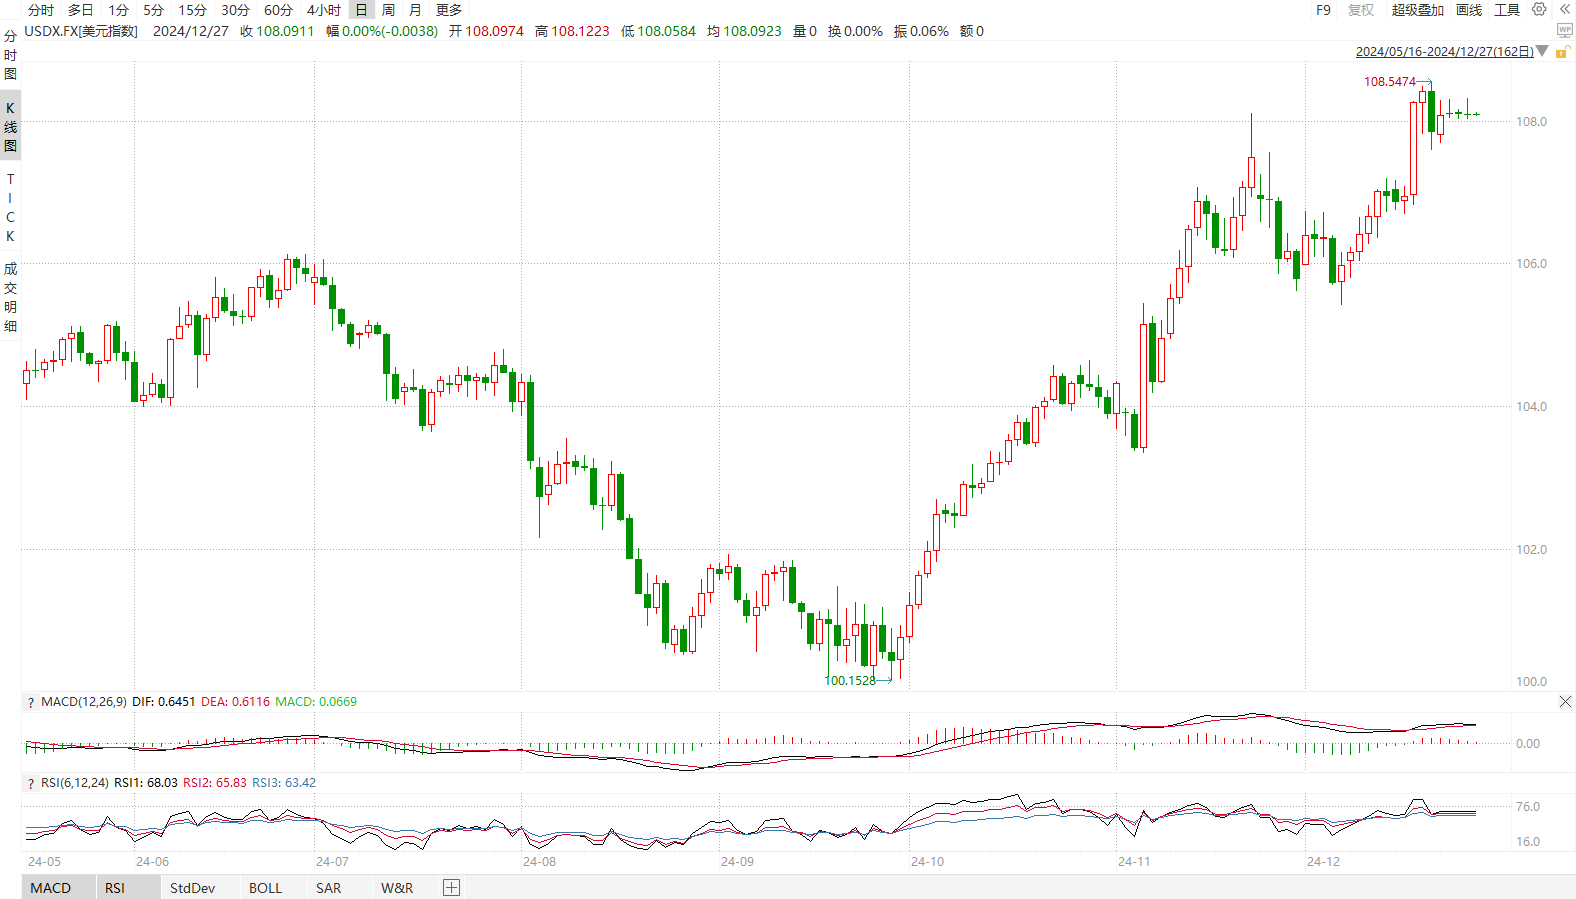 分时 多日 1分 5分 15分 30分 60分 4小时 日 周 月 更多 F9 复权 超级叠加 画线 工具
USDX.FX[美元指数] 2024/12/27 收 108.0911 幅 0.00%(-0.0038) 开 108.0974 高 108.1223 低 108.0584 均 108.0923 量 0 换 0.00% 振 0.06% 额 0
WP
2024/05/16-2024/12/27(162日)
分时图
K线图
TICK
成交明细
108.5474
108.0
106.0
104.0
102.0
100.1528
100.0
? MACD(12,26,9) DIF: 0.6451 DEA: 0.6116 MACD: 0.0669
0.00
? RSI(6,12,24) RSI1: 68.03 RSI2: 65.83 RSI3: 63.42
76.0
16.0
24-05 24-06 24-07 24-08 24-09 24-10 24-11 24-12
MACD RSI StdDev BOLL SAR W&R